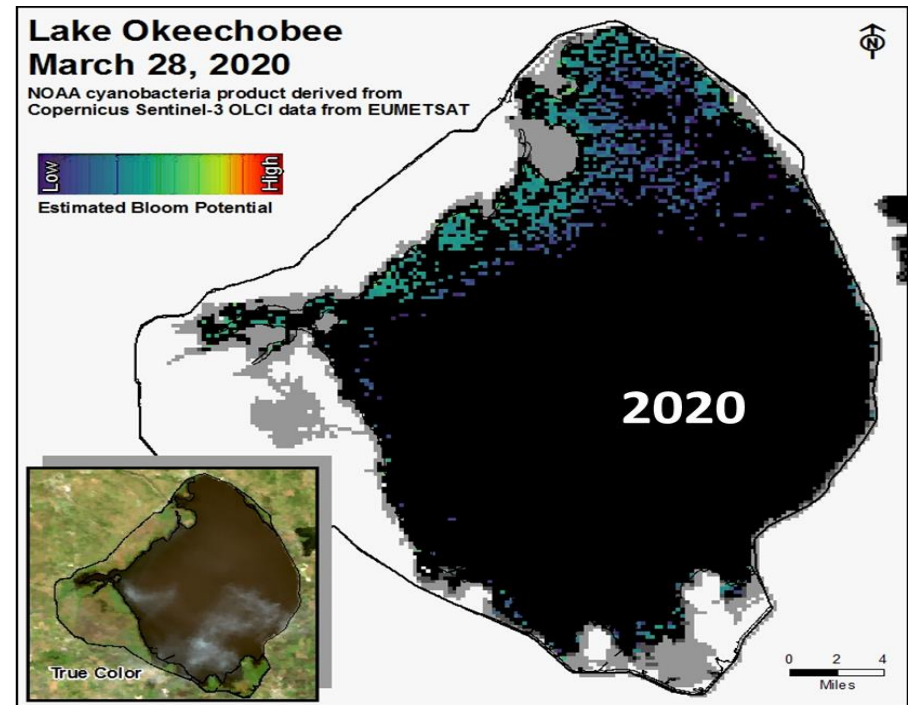 Lake Okeechobee
March 28, 2020
NOAA cyanobacteria product derived from
Copernicus Sentinel-3 OLCI data from EUMETSAT
Low
High
Estimated Bloom Potential
N
2020
True Color
0 2 4
Miles